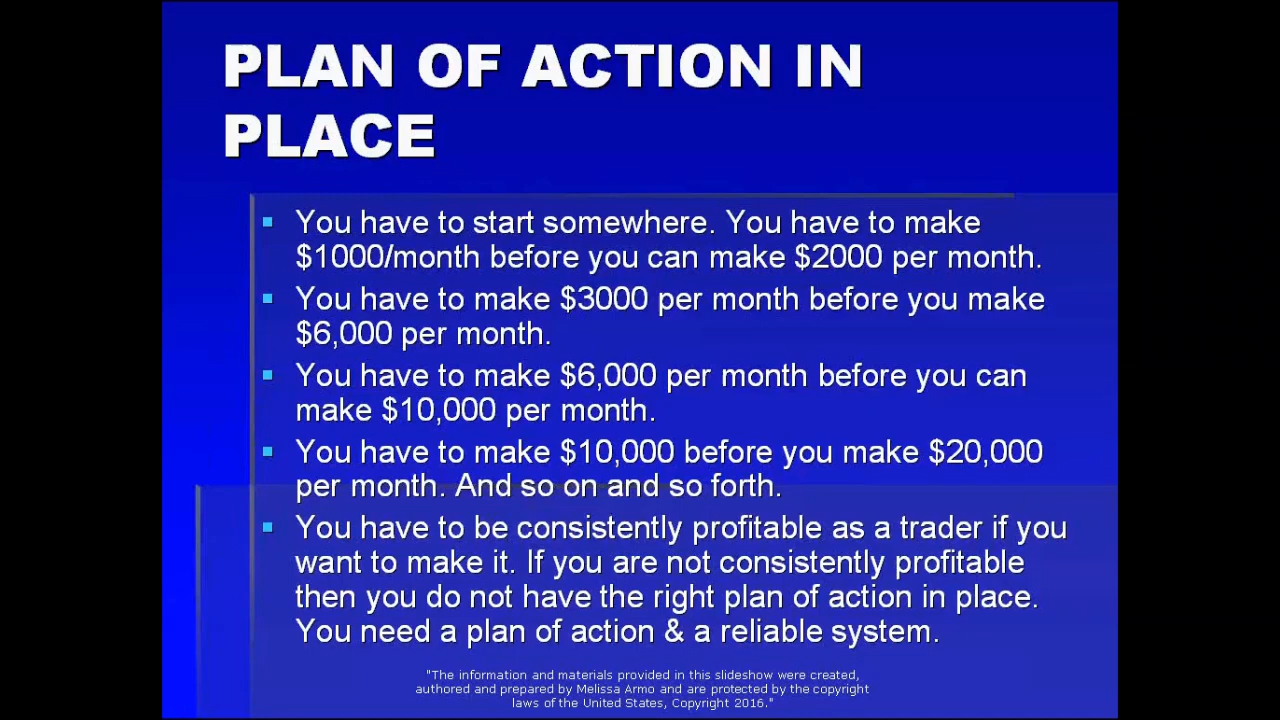 PLAN OF ACTION IN
PLACE
You have to start somewhere. You have to make
$1000/month before you can make $2000 per month.
You have to make $3000 per month before you make
$6,000 per month.
You have to make $6,000 per month before you can
make $10,000 per month.
You have to make $10,000 before you make $20,000
per month. And so on and so forth.
You have to be consistently profitable as a trader if you
want to make it. If you are not consistently profitable
then you do not have the right plan of action in place.
You need a plan of action & a reliable system.
"The information and materials provided in this slideshow were created,
authored and prepared by Melissa Armo and are protected by the copyright
laws of the United States, Copyright 2016."